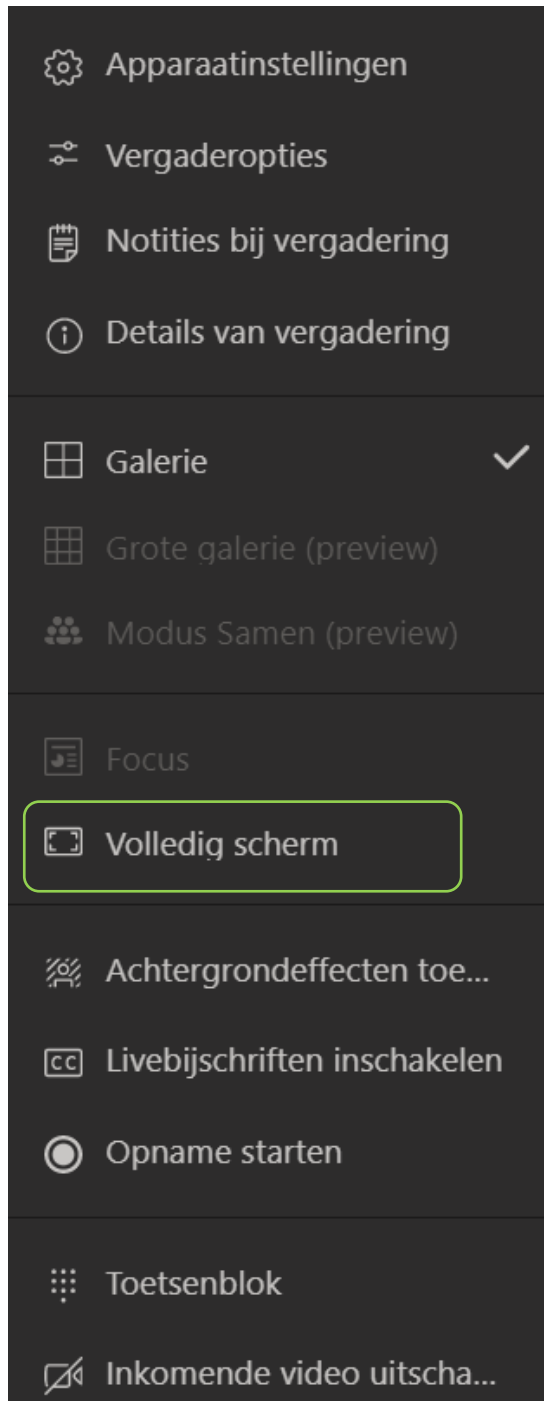 Apparaatinstellingen
Vergaderopties
Notities bij vergadering
Details van vergadering
Galerie
Grote galerie (preview)
Modus Samen (preview)
Focus
Volledig scherm
Achtergrondeffecten toe...
CC Livebijschriften inschakelen
Opname starten
Toetsenblok
Inkomende video uitscha...